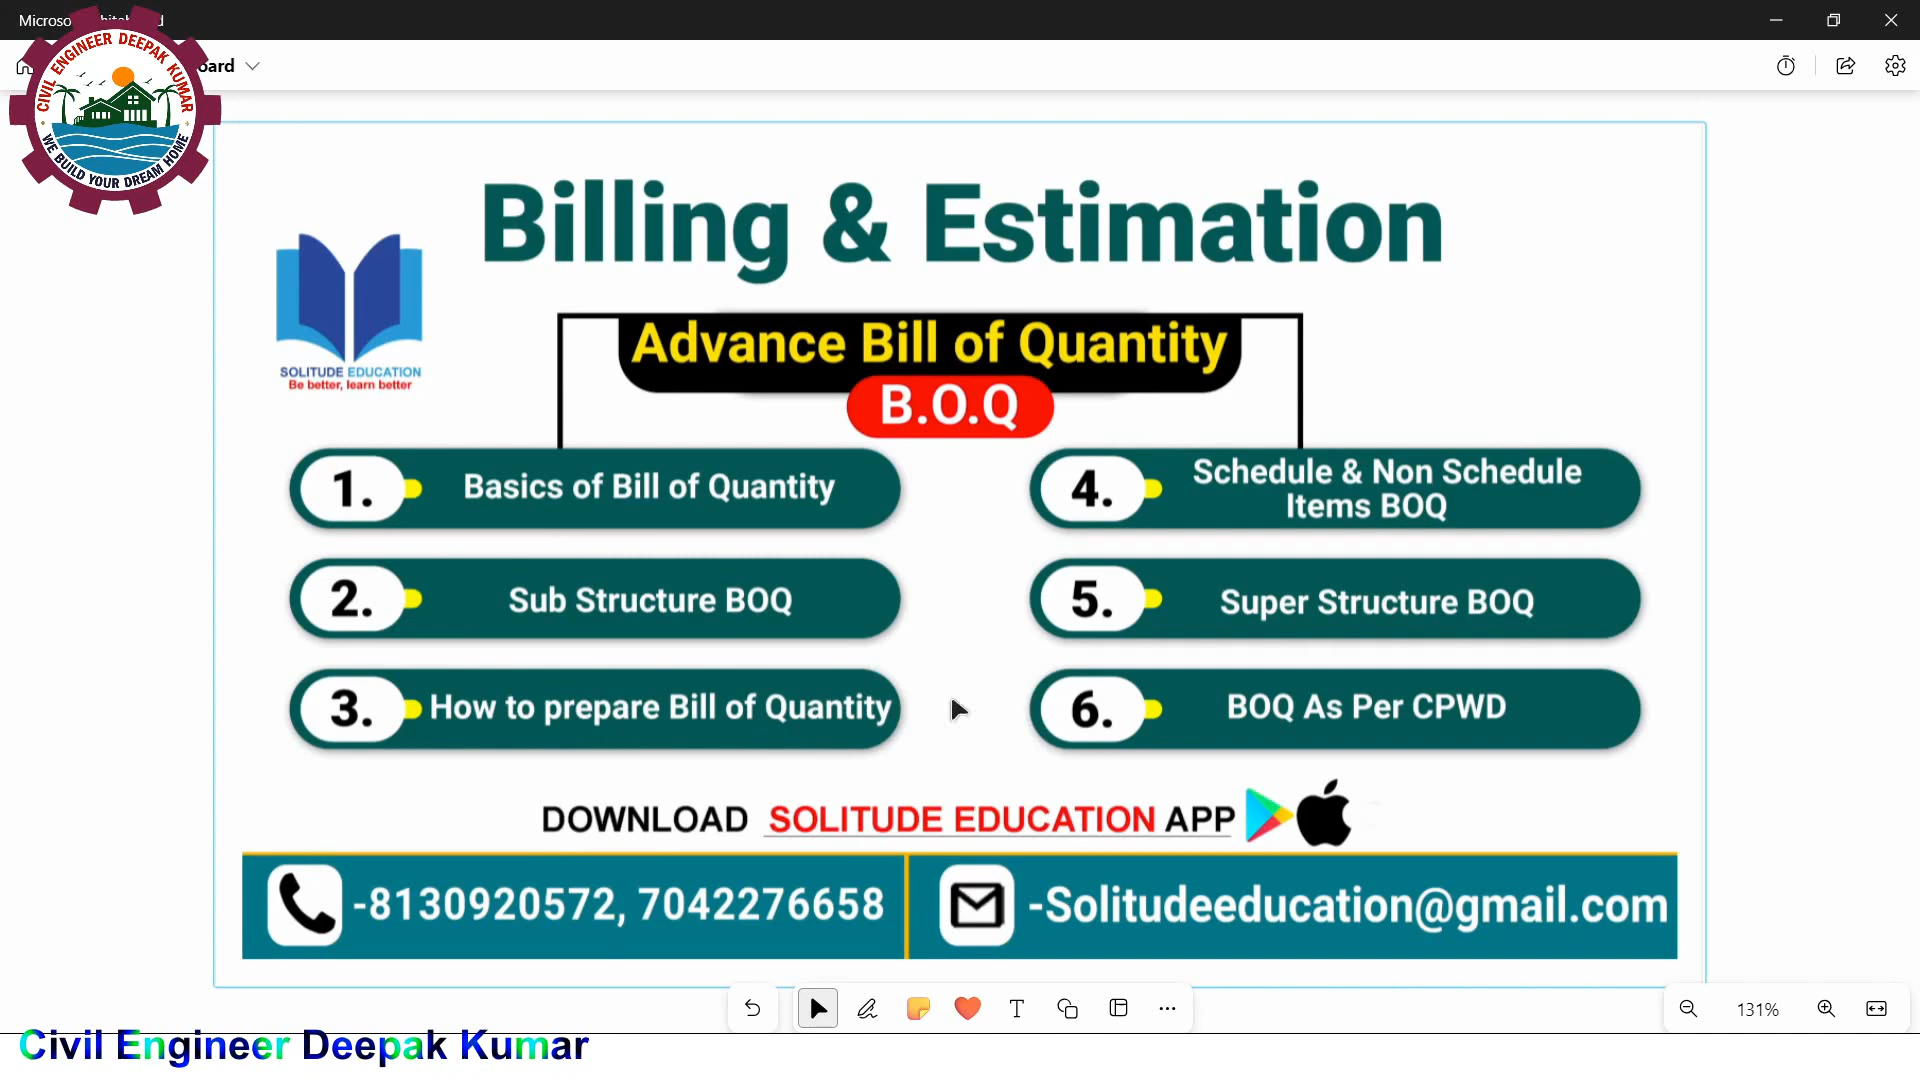 CIVIL ENGINEER DEEPAK KUMAR
WE BUILD YOUR DREAM HOME
Billing & Estimation
SOLITUDE EDUCATION
Be better, learn better
Advance Bill of Quantity
B.O.Q
1. Basics of Bill of Quantity
2. Sub Structure BOQ
3. How to prepare Bill of Quantity
4. Schedule & Non Schedule
Items BOQ
5. Super Structure BOQ
6. BOQ As Per CPWD
DOWNLOAD SOLITUDE EDUCATION APP
-8130920572, 7042276658
-Solitudeeducation@gmail.com
131%
Civil Engineer Deepak Kumar